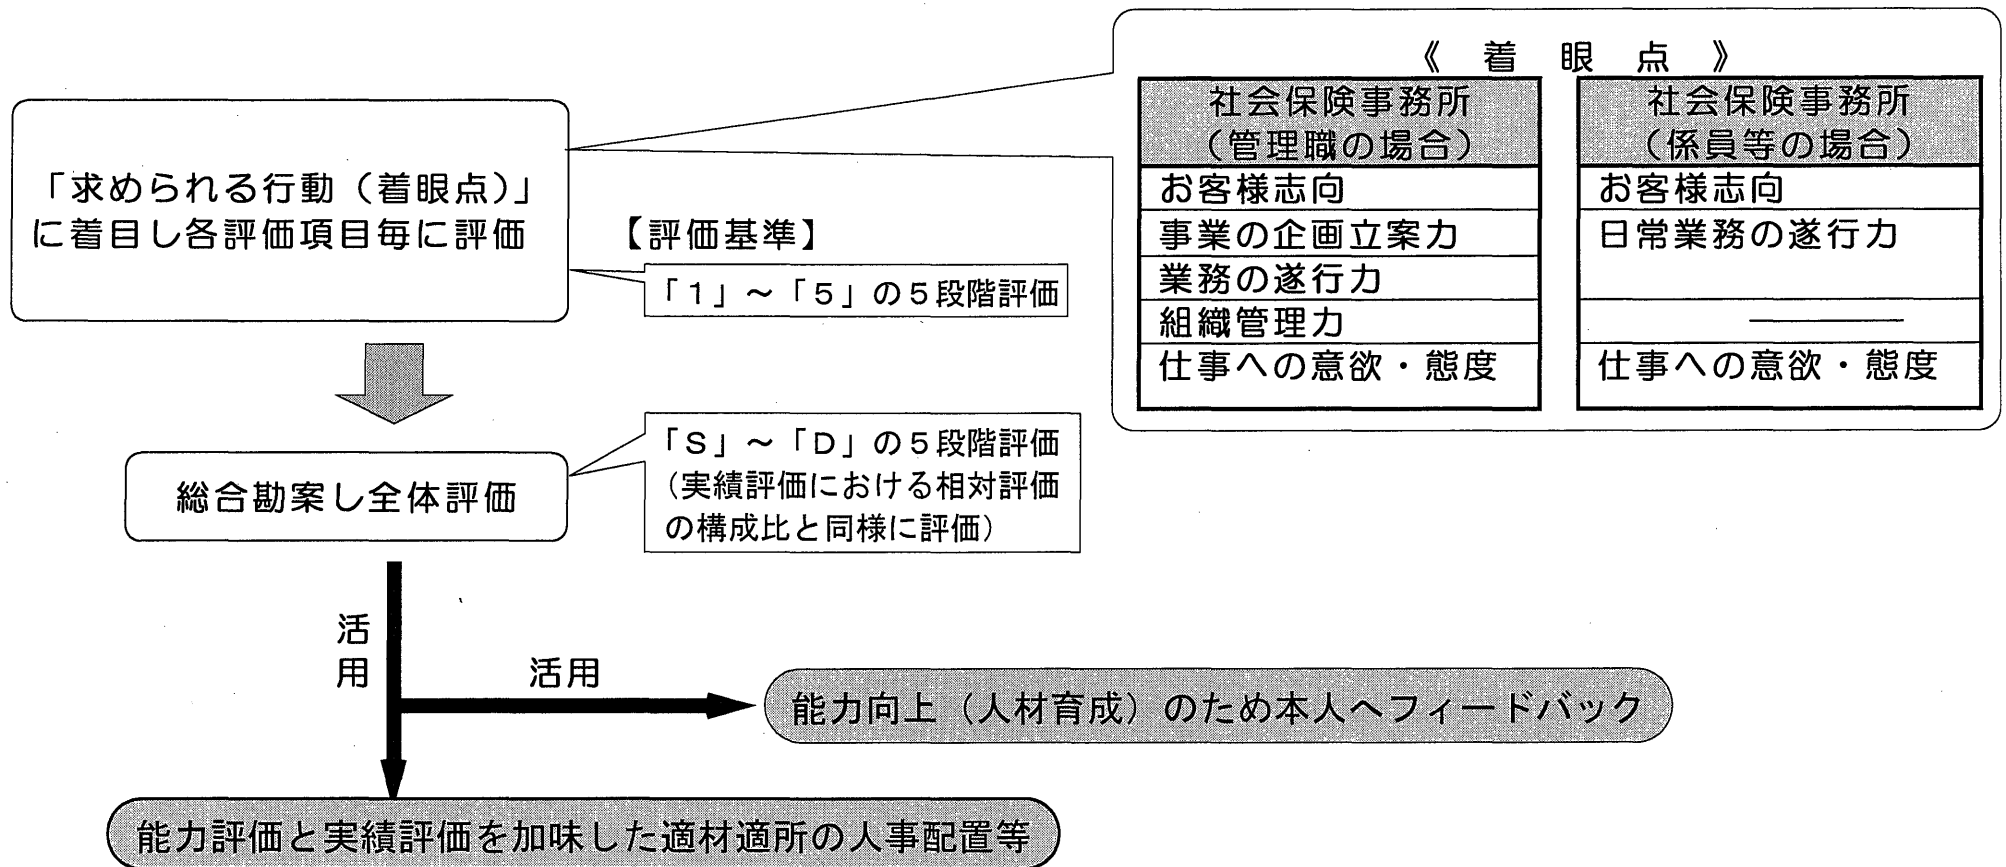 「求められる行動（着眼点）」
に着目し各評価項目毎に評価
【評価基準】
「１」～「５」の５段階評価
《　着　眼　点　》
社会保険事務所
（管理職の場合）
お客様志向
事業の企画立案力
業務の遂行力
組織管理力
仕事への意欲・態度
社会保険事務所
（係員等の場合）
お客様志向
日常業務の遂行力
仕事への意欲・態度
総合勘案し全体評価
「Ｓ」～「Ｄ」の５段階評価
（実績評価における相対評価
の構成比と同様に評価）
活用
活用
能力向上（人材育成）のため本人へフィードバック
能力評価と実績評価を加味した適材適所の人事配置等